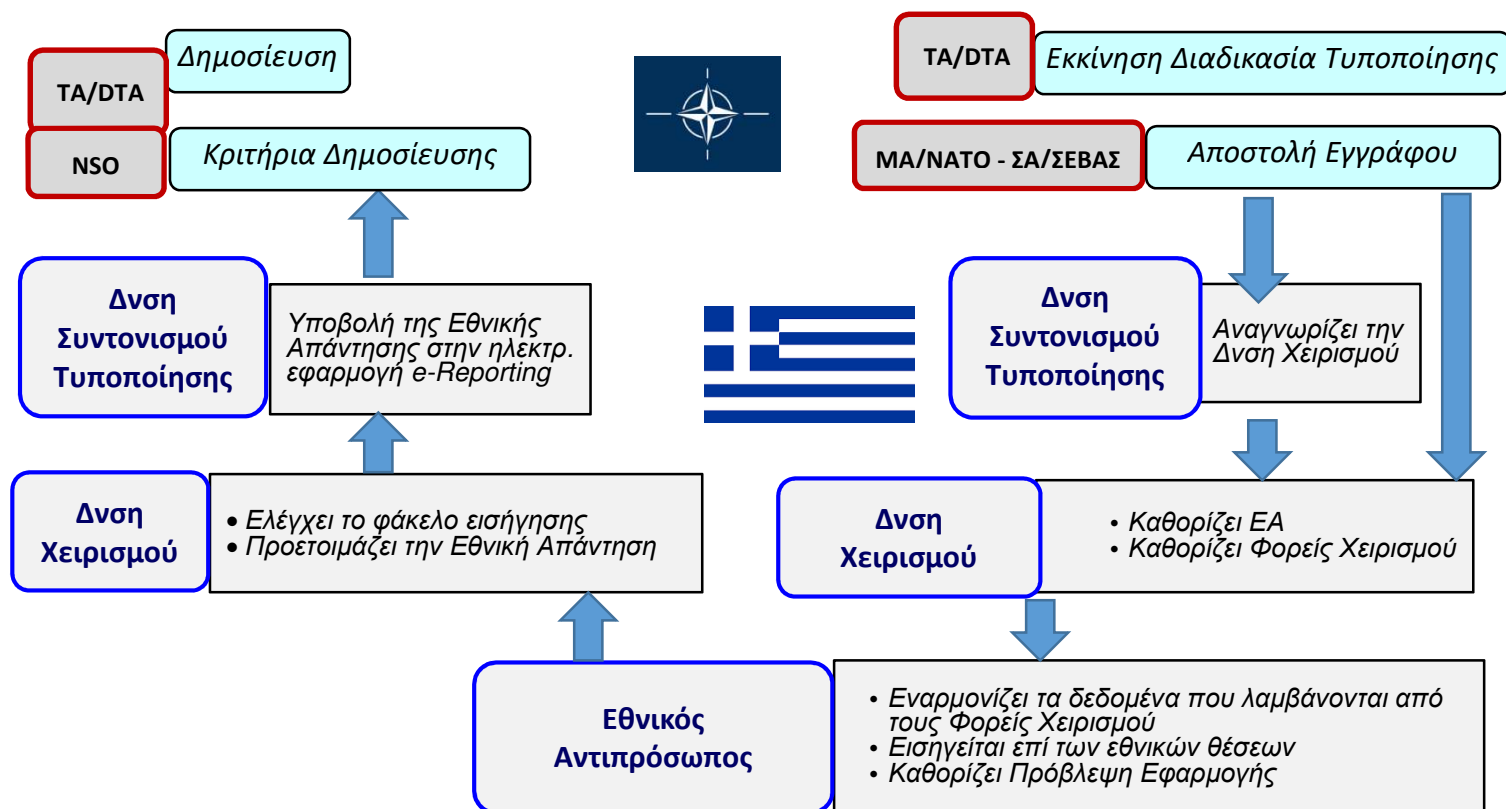 Δημοσίευση
TA/DTA
NSO
Κριτήρια Δημοσίευσης
TA/DTA
Εκκίνηση Διαδικασία Τυποποίησης
ΜΑ/ΝΑΤΟ - ΣΑ/ΣΕΒΑΣ
Αποστολή Εγγράφου
Δνση
Συντονισμού
Τυποποίησης
Υποβολή της Εθνικής
Απάντησης στην ηλεκτρ.
εφαρμογή e-Reporting
Δνση
Συντονισμού
Τυποποίησης
Αναγνωρίζει την
Δνση Χειρισμού
Δνση
Χειρισμού
• Ελέγχει το φάκελο εισήγησης
• Προετοιμάζει την Εθνική Απάντηση
Δνση
Χειρισμού
• Καθορίζει ΕΑ
• Καθορίζει Φορείς Χειρισμού
Εθνικός
Αντιπρόσωπος
• Εναρμονίζει τα δεδομένα που λαμβάνονται από
τους Φορείς Χειρισμού
• Εισηγείται επί των εθνικών θέσεων
• Καθορίζει Πρόβλεψη Εφαρμογής